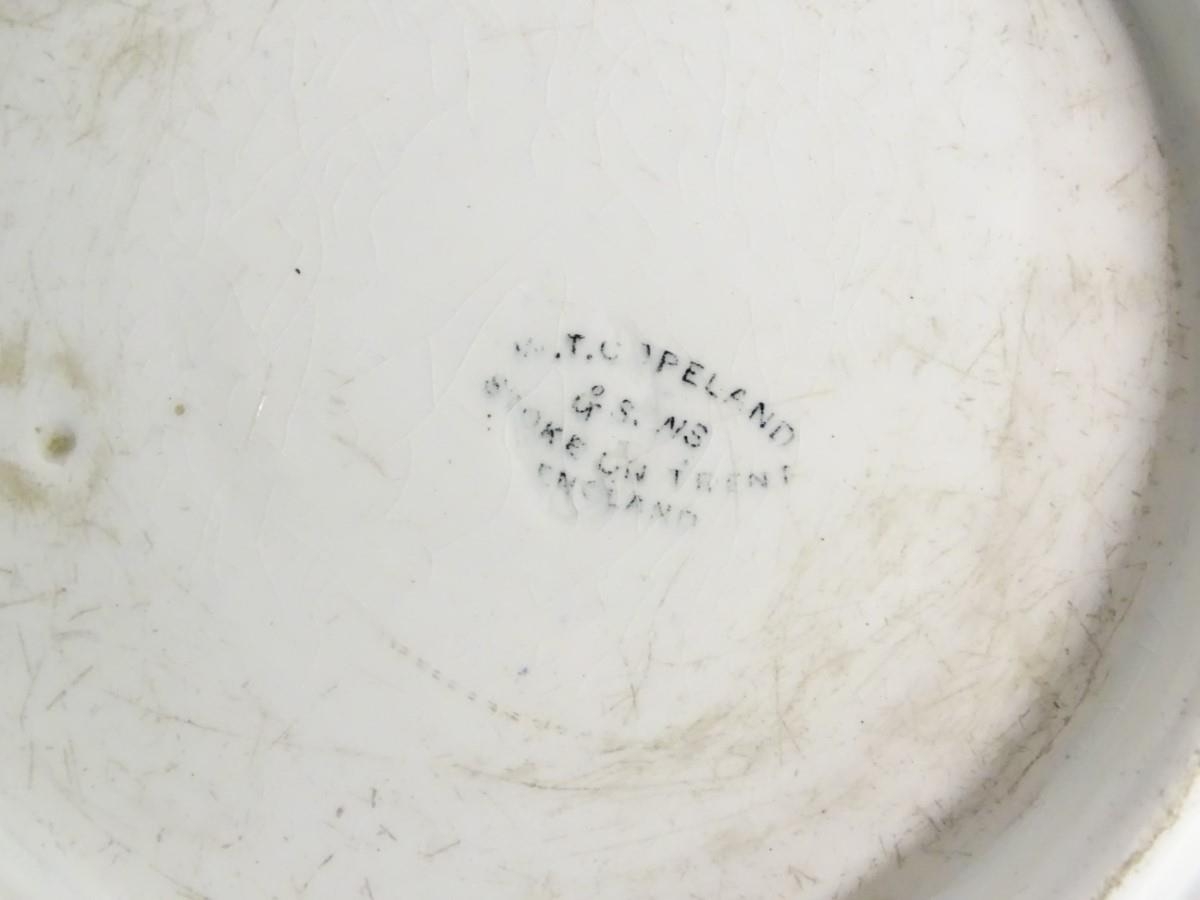 W.T. COPELAND
& SONS
STOKE ON TRENT
ENGLAND